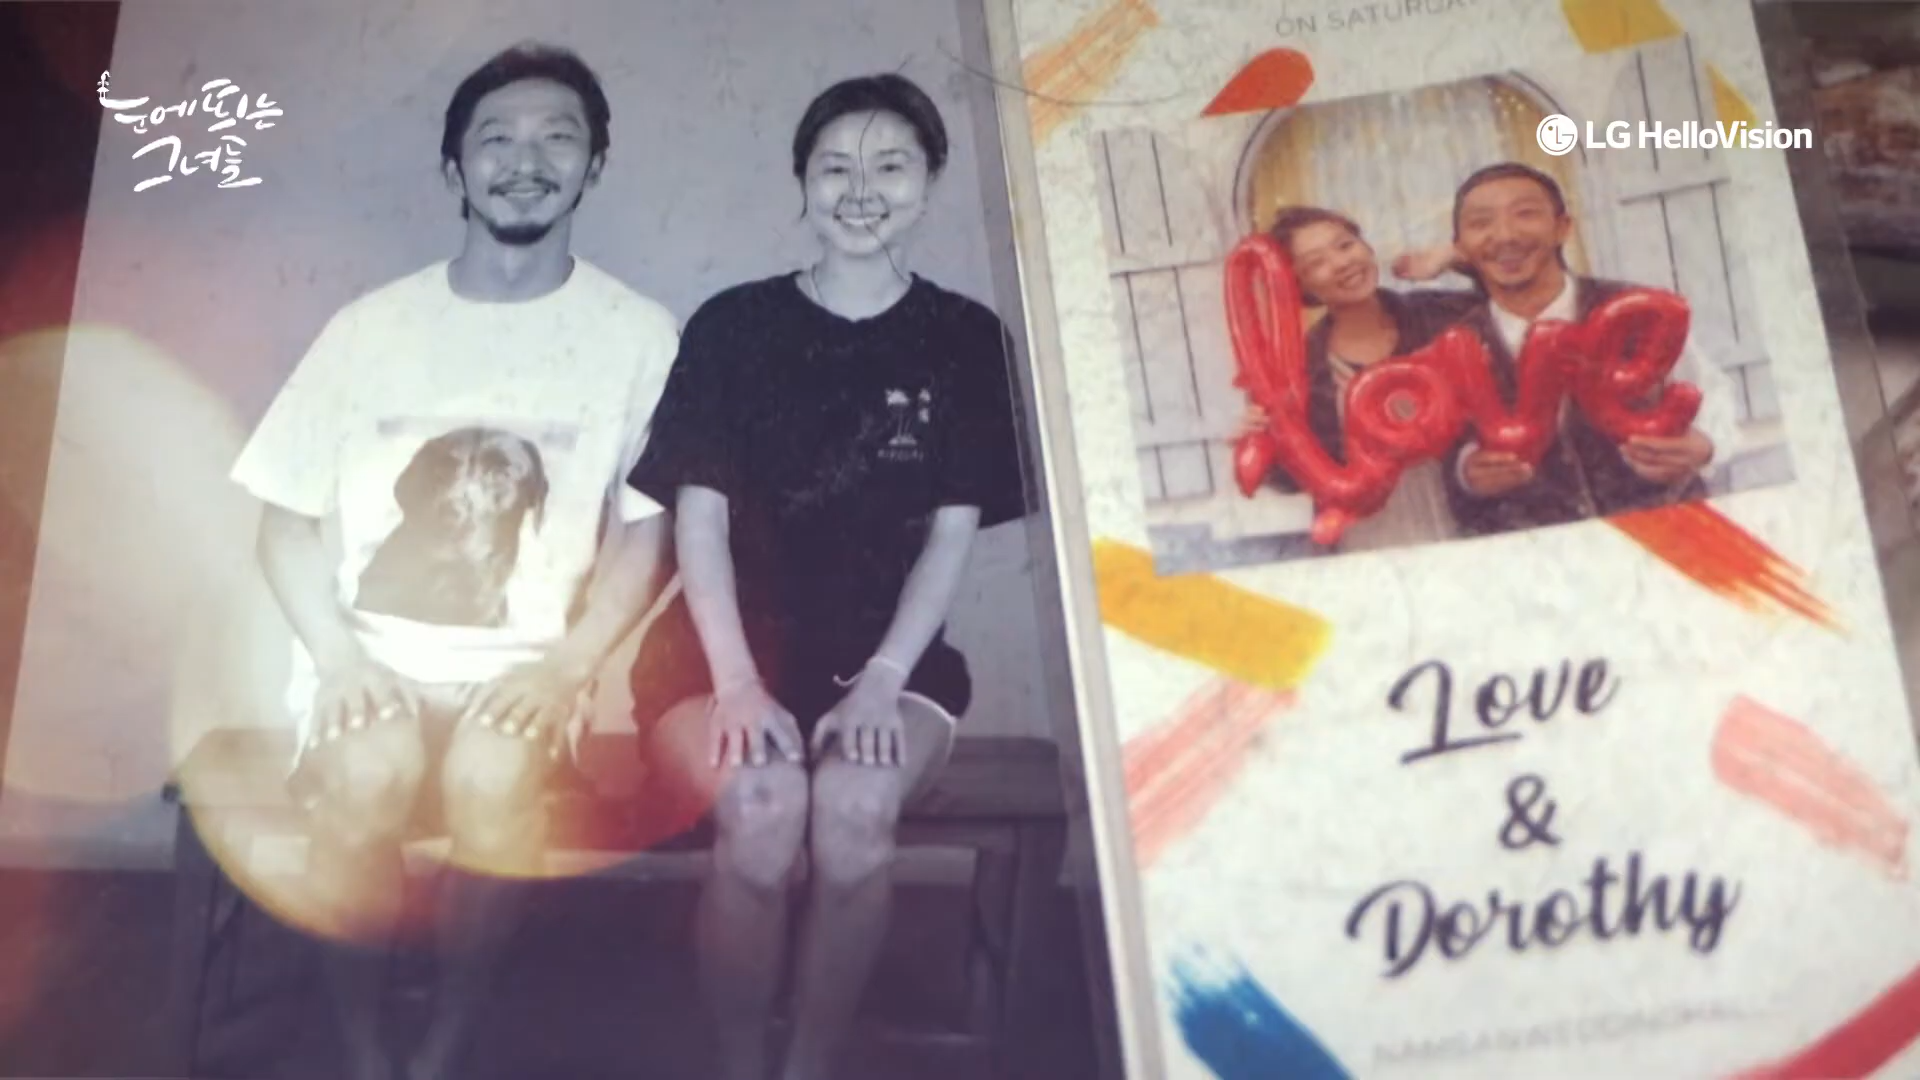 눈에 띄는
그녀들
LG HelloVision
ON SATURDAY
love
Love
&
Dorothy